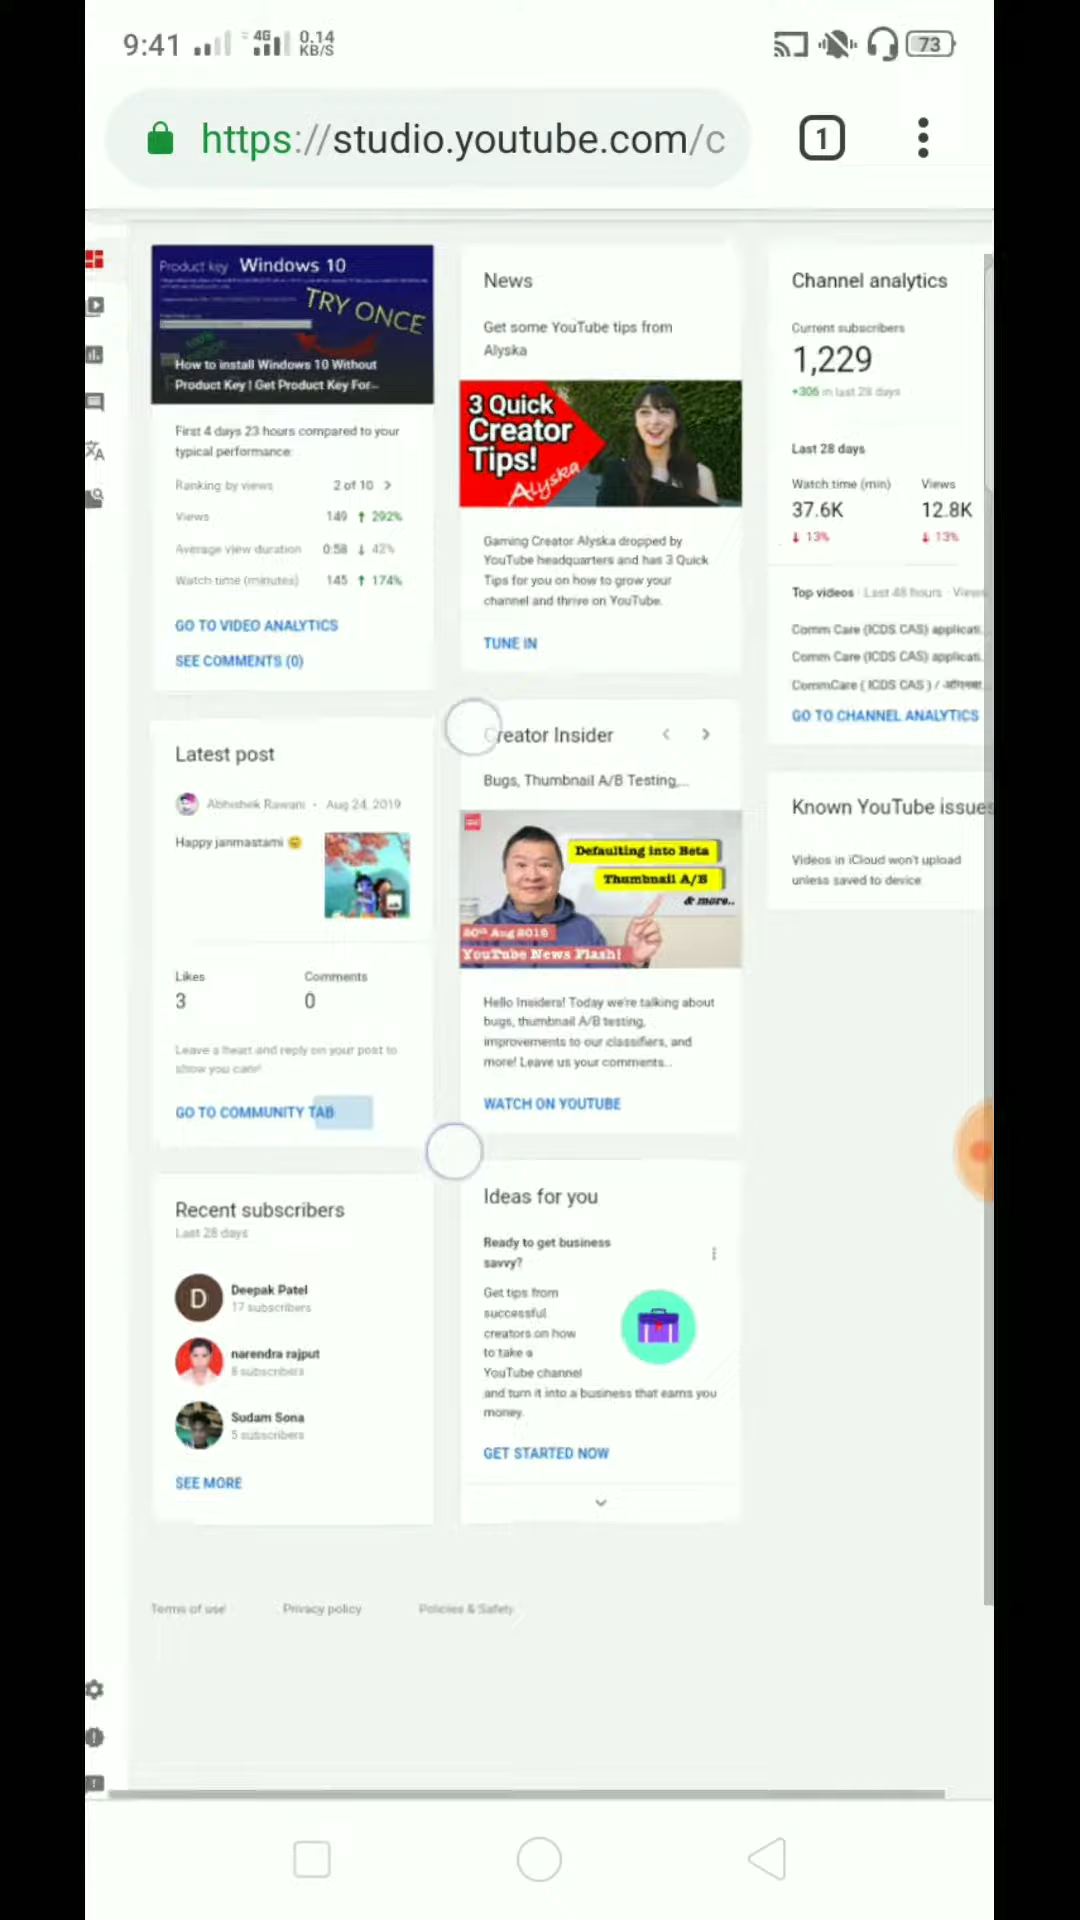 9:41 4G 0.14 KB/S 73
https://studio.youtube.com/c 1
Product key Windows 10
TRY ONCE
How to install Windows 10 Without
Product Key | Get Product Key For...
First 4 days 23 hours compared to your
typical performance:
Ranking by views 2 of 10
Views 149 ↑ 292%
Average view duration 0:58 ↓ 42%
Watch time (minutes) 145 ↑ 174%
GO TO VIDEO ANALYTICS
SEE COMMENTS (0)
Latest post
Abhishek Rawani • Aug 24, 2019
Happy janmastami 😊
Likes Comments
3 0
Leave a heart and reply on your post to
show you care!
GO TO COMMUNITY TAB
Recent subscribers
Last 28 days
D
Deepak Patel
17 subscribers
narendra rajput
8 subscribers
Sudam Sona
5 subscribers
SEE MORE
News
Get some YouTube tips from
Alyska
3 Quick
Creator
Tips!
Alyska
Gaming Creator Alyska dropped by
YouTube headquarters and has 3 Quick
Tips for you on how to grow your
channel and thrive on YouTube.
TUNE IN
Creator Insider
Bugs, Thumbnail A/B Testing,...
Defaulting into Beta
Thumbnail A/B
& more..
YouTube News Flash!
Hello Insiders! Today we're talking about
bugs, thumbnail A/B testing,
improvements to our classifiers, and
more! Leave us your comments...
WATCH ON YOUTUBE
Ideas for you
Ready to get business
savvy?
Get tips from
successful
creators on how
to take a
YouTube channel
and turn it into a business that earns you
money.
GET STARTED NOW
Channel analytics
Current subscribers
1,229
+306 in last 28 days
Last 28 days
Watch time (min) Views
37.6K 12.8K
↓ 13% ↓ 13%
Top videos · Last 48 hours · Views
Comm Care (ICDS CAS) applicati...
Comm Care (ICDS CAS) applicati...
CommCare ( ICDS CAS ) /
GO TO CHANNEL ANALYTICS
Known YouTube issues
Videos in iCloud won't upload
unless saved to device
Terms of use Privacy policy Policies & Safety